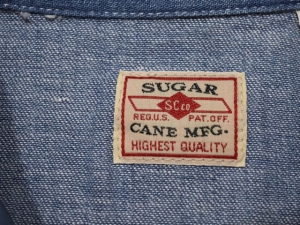 SUGAR
SC Co.
REG.U.S. PAT.OFF.
CANE MFG.
HIGHEST QUALITY